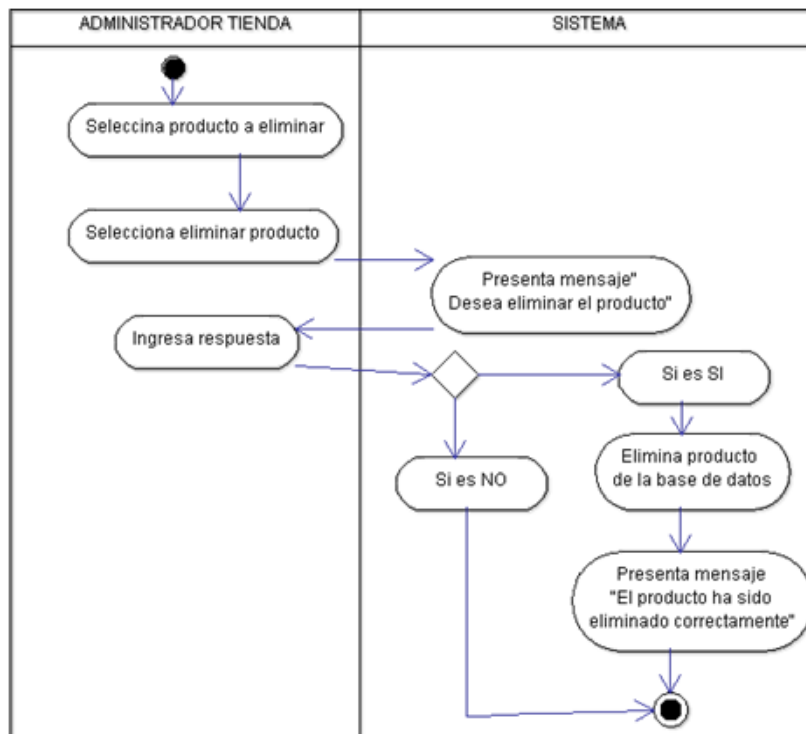 ADMINISTRADOR TIENDA
SISTEMA
Seleccina producto a eliminar
Selecciona eliminar producto
Presenta mensaje"
Desea eliminar el producto"
Ingresa respuesta
Si es SI
Si es NO
Elimina producto
de la base de datos
Presenta mensaje
"El producto ha sido
eliminado correctamente"